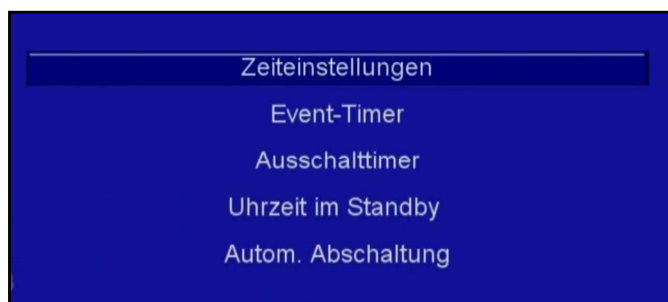 Zeiteinstellungen
Event-Timer
Ausschalttimer
Uhrzeit im Standby
Autom. Abschaltung